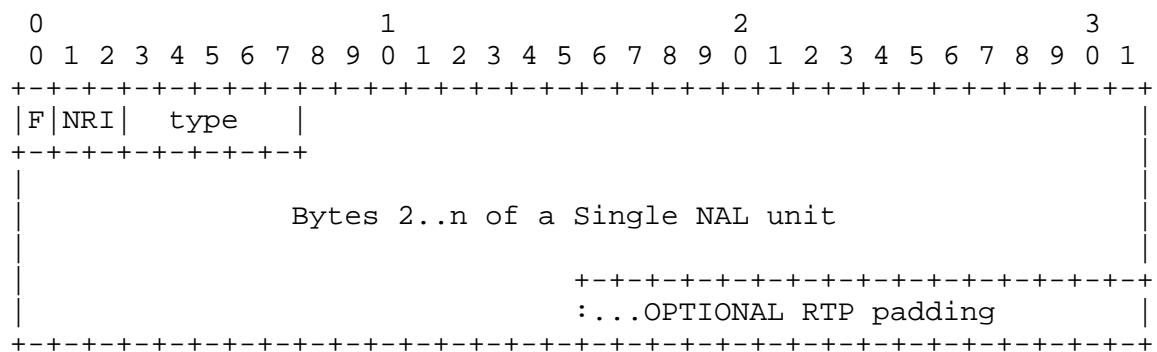 0                   1                   2                   3
 0 1 2 3 4 5 6 7 8 9 0 1 2 3 4 5 6 7 8 9 0 1 2 3 4 5 6 7 8 9 0 1
+-+-+-+-+-+-+-+-+-+-+-+-+-+-+-+-+-+-+-+-+-+-+-+-+-+-+-+-+-+-+-+-+
|F|NRI|  type   |                                               |
+-+-+-+-+-+-+-+-+                                               |
|                                                               |
|               Bytes 2..n of a Single NAL unit                 |
|                                                               |
|                               +-+-+-+-+-+-+-+-+-+-+-+-+-+-+-+-+
|                               :...OPTIONAL RTP padding        |
+-+-+-+-+-+-+-+-+-+-+-+-+-+-+-+-+-+-+-+-+-+-+-+-+-+-+-+-+-+-+-+-+